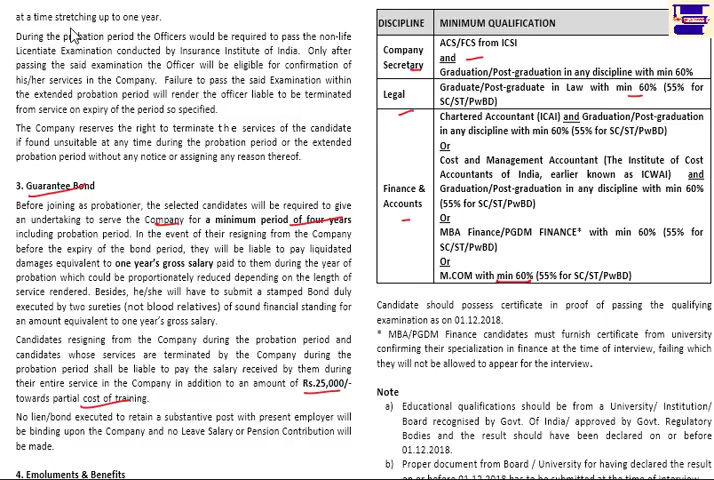 at a time stretching up to one year.
During the probation period the Officers would be required to pass the non-life
Licentiate Examination conducted by Insurance Institute of India. Only after
passing the said examination the Officer will be eligible for confirmation of
his/her services in the Company. Failure to pass the said Examination within
the extended probation period will render the officer liable to be terminated
from service on expiry of the period so specified.
The Company reserves the right to terminate the services of the candidate
if found unsuitable at any time during the probation period or the extended
probation period without any notice or assigning any reason thereof.
3. Guarantee Bond
Before joining as probationer, the selected candidates will be required to give
an undertaking to serve the Company for a minimum period of four years
including probation period. In the event of their resigning from the Company
before the expiry of the bond period, they will be liable to pay liquidated
damages equivalent to one year's gross salary paid to them during the year of
probation which could be proportionately reduced depending on the length of
service rendered. Besides, he/she will have to submit a stamped Bond duly
executed by two sureties (not blood relatives) of sound financial standing for
an amount equivalent to one year's gross salary.
Candidates resigning from the Company during the probation period and
candidates whose services are terminated by the Company during the
probation period shall be liable to pay the salary received by them during
their entire service in the Company in addition to an amount of Rs.25,000/-
towards partial cost of training.
No lien/bond executed to retain a substantive post with present employer will
be binding upon the Company and no Leave Salary or Pension Contribution will
be made.
4. Emoluments & Benefits
DISCIPLINE MINIMUM QUALIFICATION
Company
Secretary
ACS/FCS from ICSI
and
Graduation/Post-graduation in any discipline with min 60%
Legal
Graduate/Post-graduate in Law with min 60% (55% for
SC/ST/PwBD)
Finance &
Accounts
Chartered Accountant (ICAI) and Graduation/Post-graduation
in any discipline with min 60% (55% for SC/ST/PwBD)
Or
Cost and Management Accountant (The Institute of Cost
Accountants of India, earlier known as ICWAI) and
Graduation/Post-graduation in any discipline with min 60%
(55% for SC/ST/PwBD)
Or
MBA Finance/PGDM FINANCE* with min 60% (55% for
SC/ST/PwBD)
Or
M.COM with min 60% (55% for SC/ST/PwBD)
Candidate should possess certificate in proof of passing the qualifying
examination as on 01.12.2018.
* MBA/PGDM Finance candidates must furnish certificate from university
confirming their specialization in finance at the time of interview, failing which
they will not be allowed to appear for the interview.
Note
a) Educational qualifications should be from a University/ Institution/
Board recognised by Govt. Of India/ approved by Govt. Regulatory
Bodies and the result should have been declared on or before
01.12.2018.
b) Proper document from Board / University for having declared the result
on or before 01.12.2018 has to be submitted at the time of interview